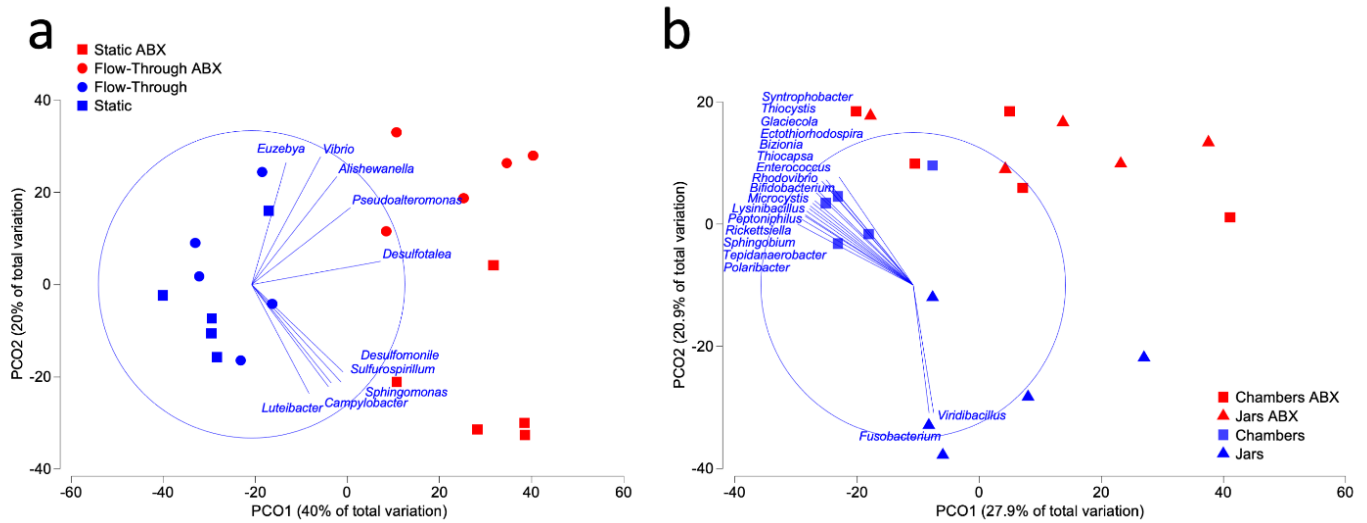 a
Static ABX
Flow-Through ABX
Flow-Through
Static
40
20
0
-20
-40
-60
-40
-20
0
20
40
60
PCO2 (20% of total variation)
PCO1 (40% of total variation)
Euzebya
Vibrio
Alishewanella
Pseudoalteromonas
Desulfotalea
Desulfomonile
Sulfurospirillum
Sphingomonas
Campylobacter
Luteibacter
b
20
0
-20
-40
-40
-20
0
20
40
60
PCO2 (20.9% of total variation)
PCO1 (27.9% of total variation)
Syntrophobacter
Thiocystis
Glaciecola
Ectothiorhodospira
Bizionia
Thiocapsa
Enterococcus
Rhodovibrio
Bifidobacterium
Microcystis
Lysinibacillus
Peptoniphilus
Rickettsiella
Sphingobium
Tepidanaerobacter
Polaribacter
Viridibacillus
Fusobacterium
Chambers ABX
Jars ABX
Chambers
Jars